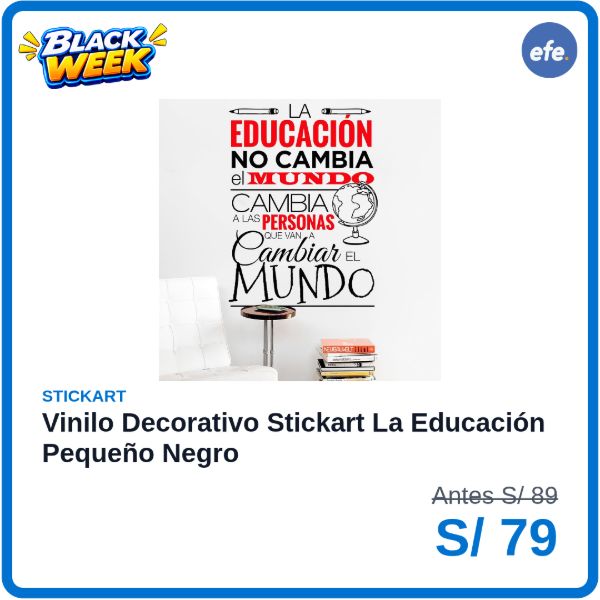 BLACK
WEEK
efe.
LA
EDUCACIÓN
NO CAMBIA
el MUNDO
CAMBIA
A LAS PERSONAS
QUE VAN A
Cambiar EL
MUNDO
STICKART
Vinilo Decorativo Stickart La Educación
Pequeño Negro
Antes S/ 89
S/ 79